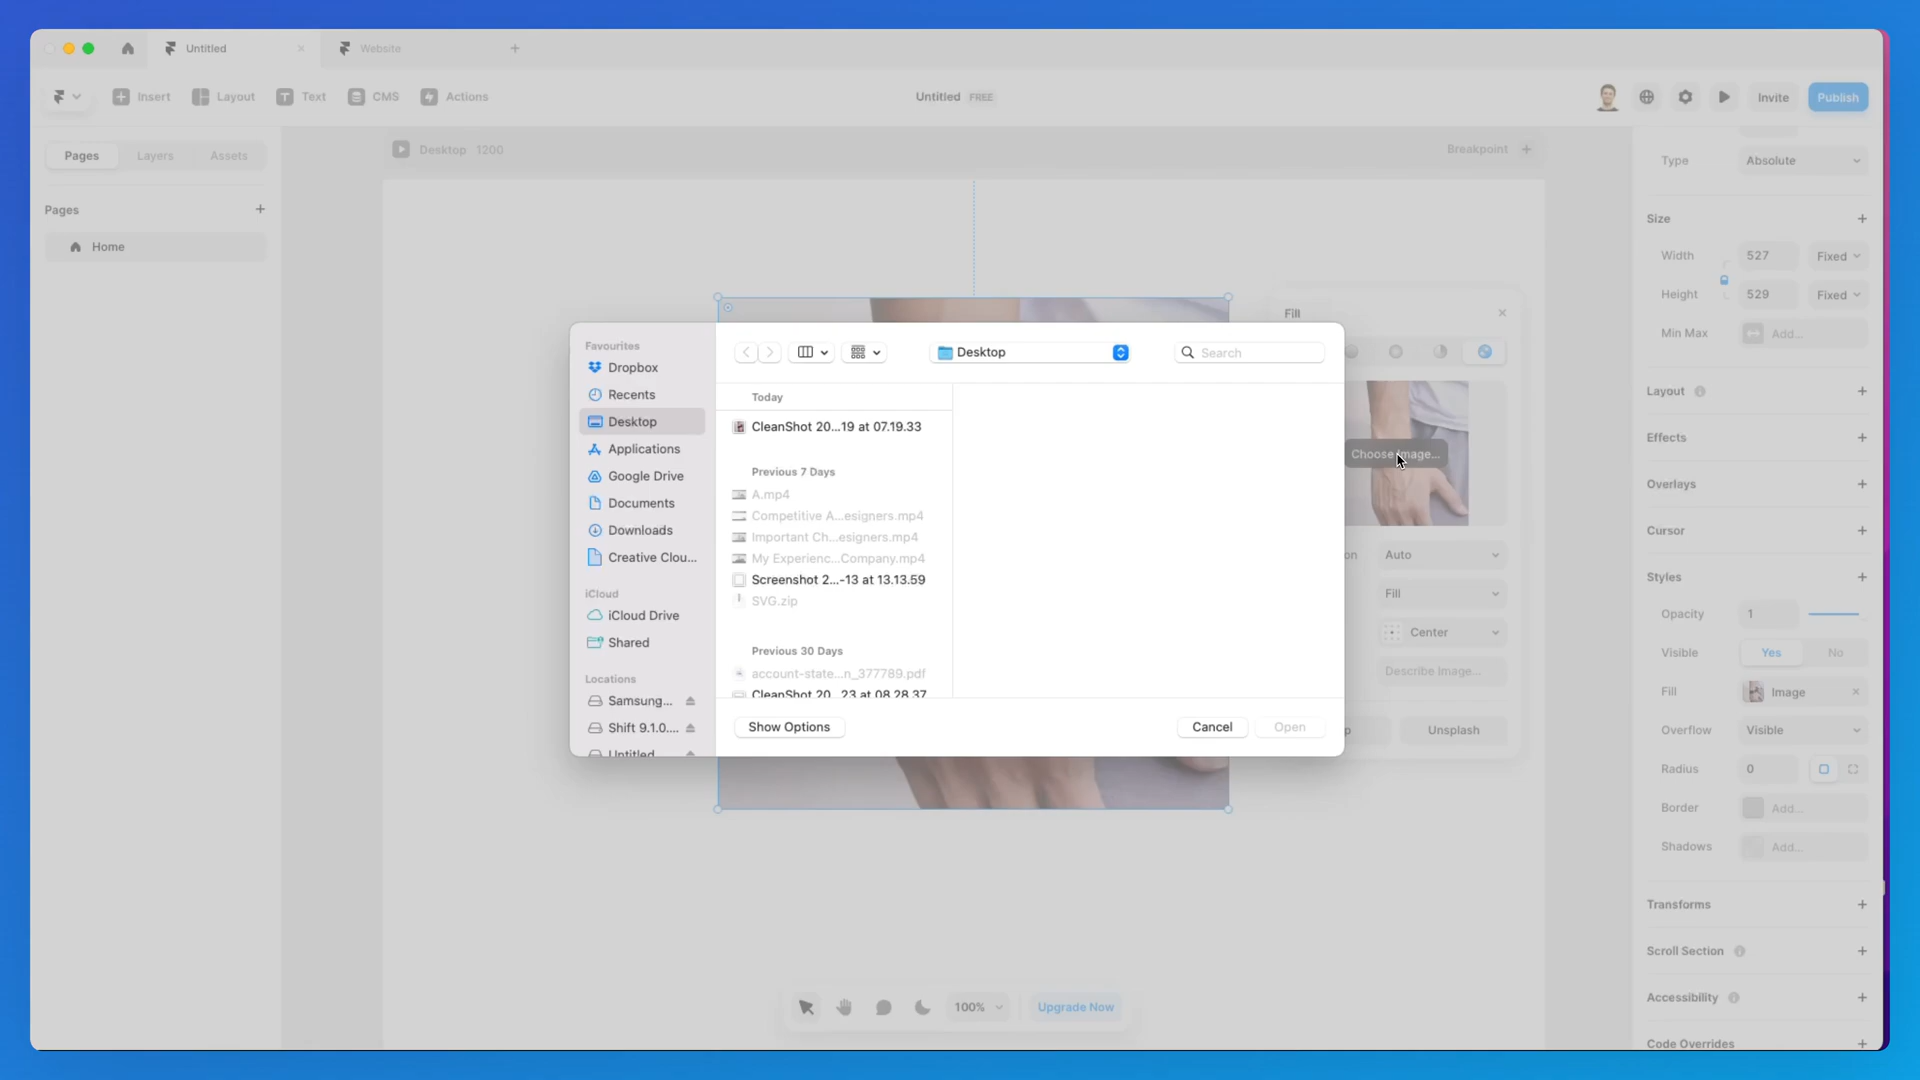 Untitled
Website
Insert
Layout
Text
CMS
Actions
Untitled FREE
Invite
Publish
Pages
Layers
Assets
Desktop 1200
Breakpoint
Pages
Home
Type
Absolute
Size
Width
527
Fixed
Height
529
Fixed
Min Max
Add...
Layout
Effects
Overlays
Cursor
Styles
Opacity
1
Visible
Yes
No
Fill
Image
Overflow
Visible
Radius
0
Border
Add...
Shadows
Add...
Transforms
Scroll Section
Accessibility
Code Overrides
Fill
Choose Image...
Auto
Fill
Center
Describe Image...
Unsplash
Favourites
Dropbox
Recents
Desktop
Applications
Google Drive
Documents
Downloads
Creative Clou...
iCloud
iCloud Drive
Shared
Locations
Samsung...
Shift 9.1.0....
Untitled
Desktop
Search
Today
CleanShot 20...19 at 07.19.33
Previous 7 Days
A.mp4
Competitive A...esigners.mp4
Important Ch...esigners.mp4
My Experienc...Company.mp4
Screenshot 2...-13 at 13.13.59
SVG.zip
Previous 30 Days
account-state...n_377789.pdf
CleanShot 20...23 at 08.28.37
Show Options
Cancel
Open
100%
Upgrade Now